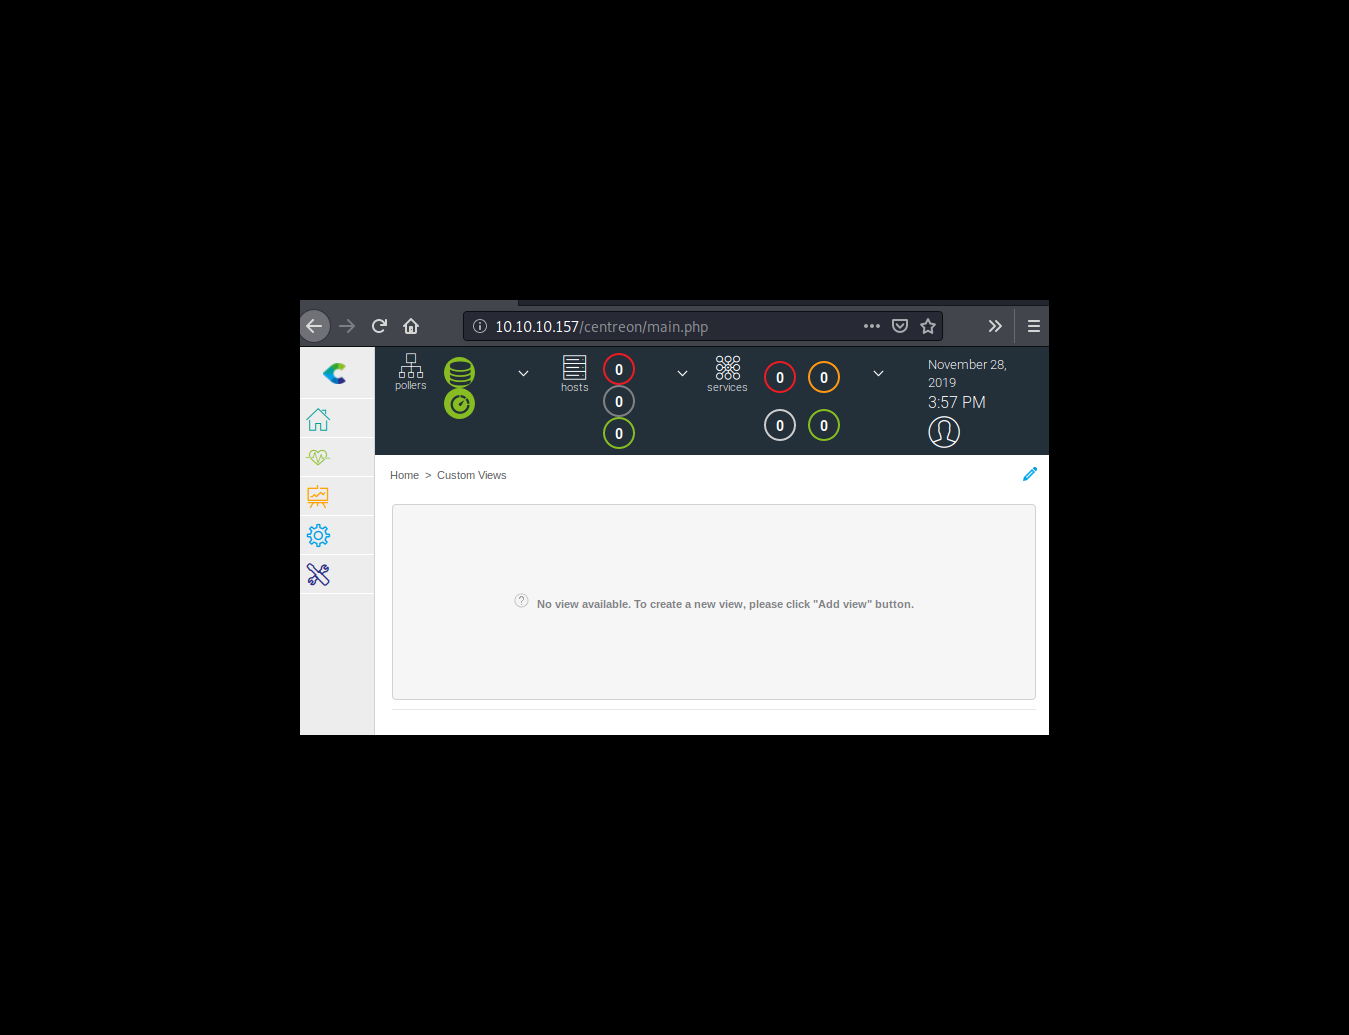 10.10.10.157/centreon/main.php
pollers
hosts
0
0
0
services
0 0
0 0
November 28,
2019
3:57 PM
Home > Custom Views
No view available. To create a new view, please click "Add view" button.